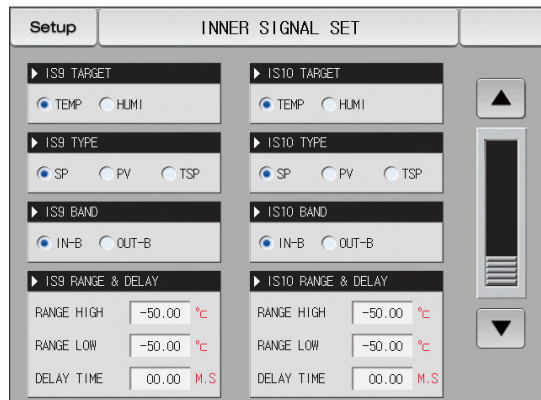 Setup
INNER SIGNAL SET
IS9 TARGET
TEMP HUMI
IS9 TYPE
SP PV TSP
IS9 BAND
IN-B OUT-B
IS9 RANGE & DELAY
RANGE HIGH -50.00 ℃
RANGE LOW -50.00 ℃
DELAY TIME 00.00 M.S
IS10 TARGET
TEMP HUMI
IS10 TYPE
SP PV TSP
IS10 BAND
IN-B OUT-B
IS10 RANGE & DELAY
RANGE HIGH -50.00 ℃
RANGE LOW -50.00 ℃
DELAY TIME 00.00 M.S